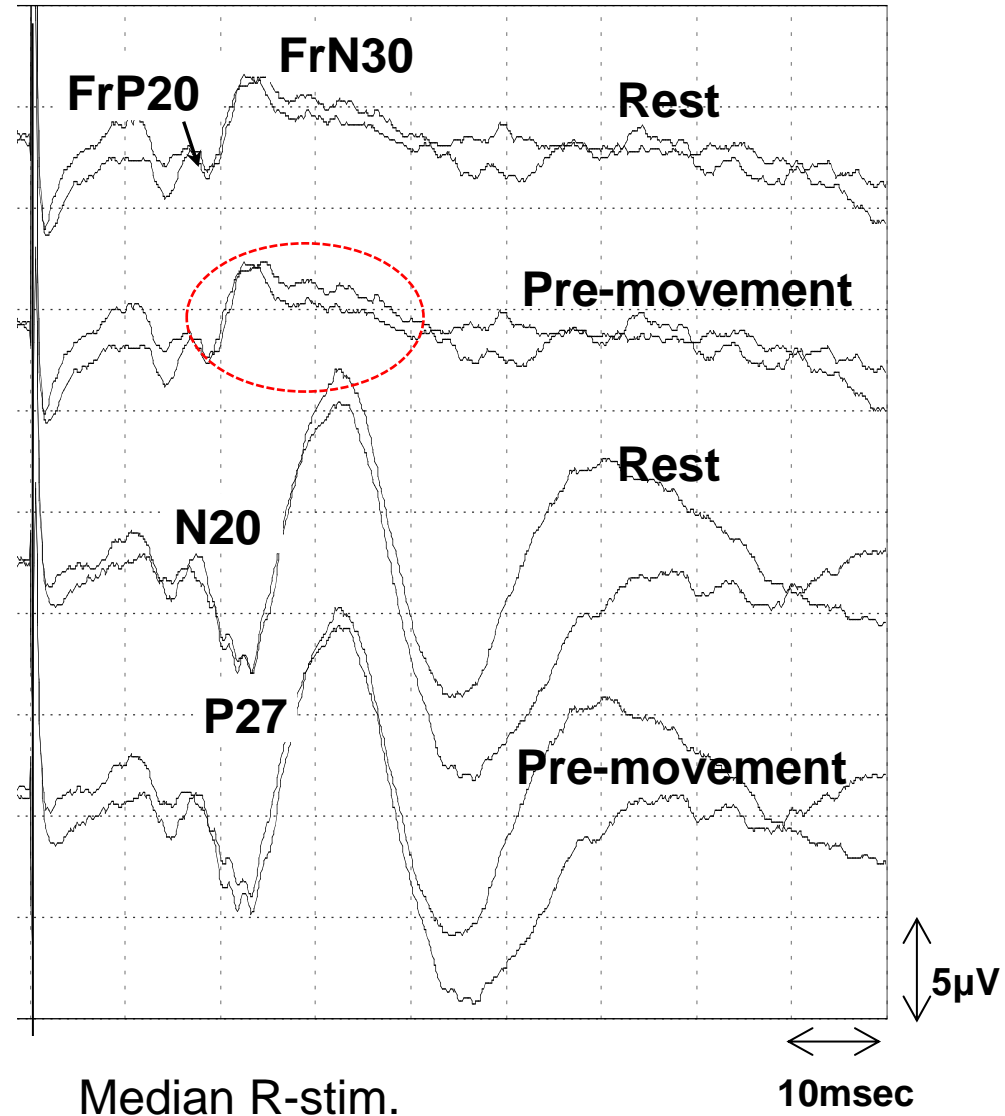 FrN30
FrP20
Rest
Pre-movement
Rest
N20
P27
Pre-movement
5µV
10msec
Median R-stim.